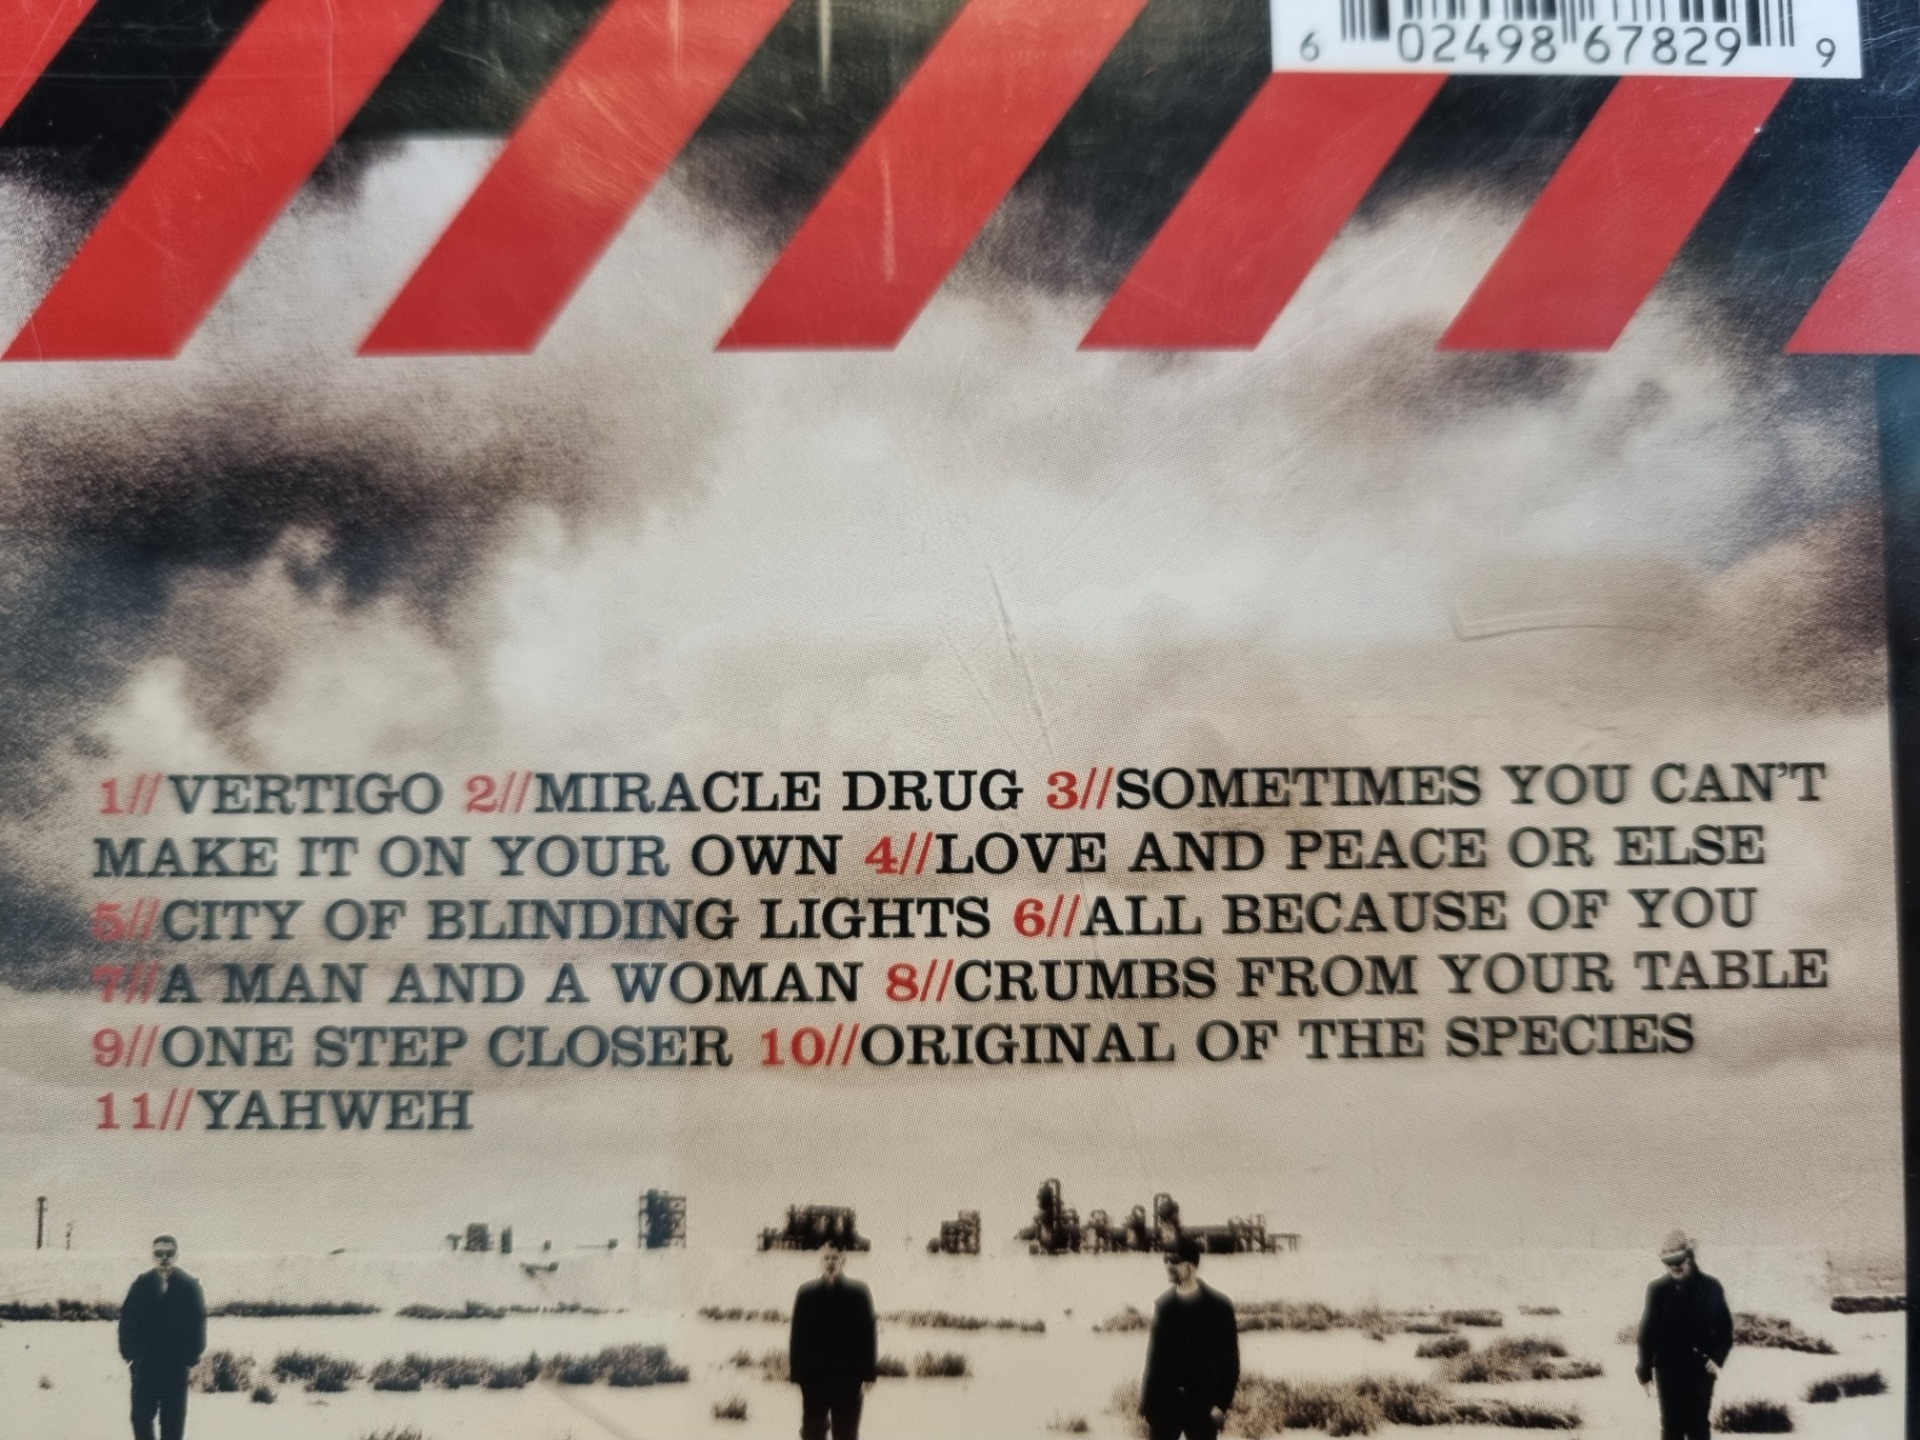 6 02498 67829 9
1//VERTIGO 2//MIRACLE DRUG 3//SOMETIMES YOU CAN'T
MAKE IT ON YOUR OWN 4//LOVE AND PEACE OR ELSE
5//CITY OF BLINDING LIGHTS 6//ALL BECAUSE OF YOU
7//A MAN AND A WOMAN 8//CRUMBS FROM YOUR TABLE
9//ONE STEP CLOSER 10//ORIGINAL OF THE SPECIES
11//YAHWEH